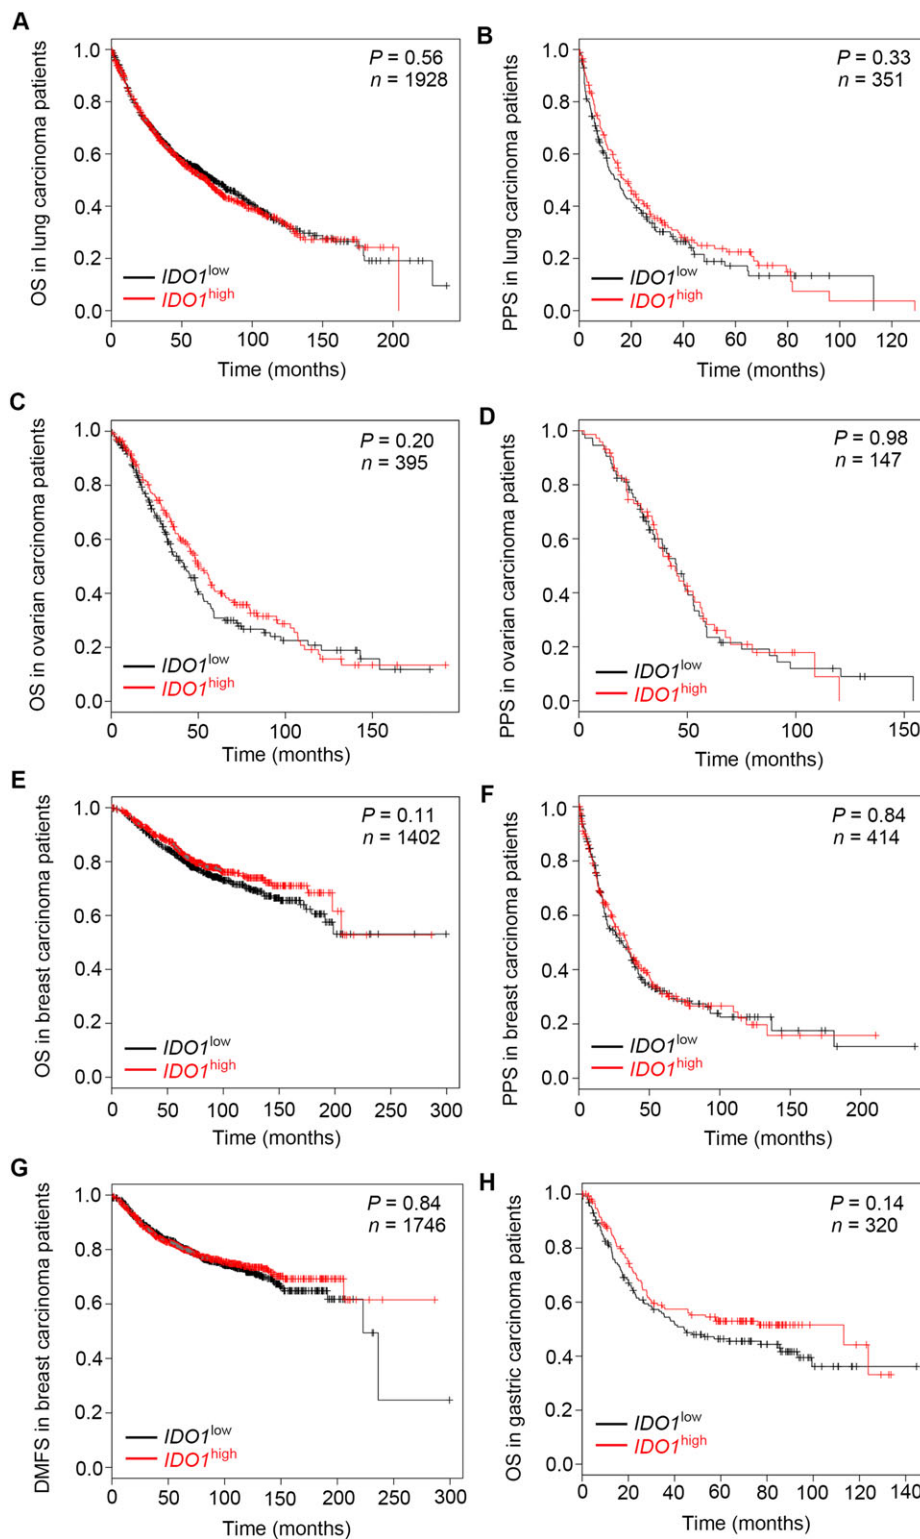 A
OS in lung carcinoma patients
P = 0.56
n = 1928
1.0
0.8
0.6
0.4
0.2
0.0
IDO1low
IDO1high
0 50 100 150 200
Time (months)
B
PPS in lung carcinoma patients
P = 0.33
n = 351
1.0
0.8
0.6
0.4
0.2
0.0
IDO1low
IDO1high
0 20 40 60 80 100 120
Time (months)
C
OS in ovarian carcinoma patients
P = 0.20
n = 395
1.0
0.8
0.6
0.4
0.2
0.0
IDO1low
IDO1high
0 50 100 150
Time (months)
D
PPS in ovarian carcinoma patients
P = 0.98
n = 147
1.0
0.8
0.6
0.4
0.2
0.0
IDO1low
IDO1high
0 50 100 150
Time (months)
E
OS in breast carcinoma patients
P = 0.11
n = 1402
1.0
0.8
0.6
0.4
0.2
0.0
IDO1low
IDO1high
0 50 100 150 200 250 300
Time (months)
F
PPS in breast carcinoma patients
P = 0.84
n = 414
1.0
0.8
0.6
0.4
0.2
0.0
IDO1low
IDO1high
0 50 100 150 200
Time (months)
G
DMFS in breast carcinoma patients
P = 0.84
n = 1746
1.0
0.8
0.6
0.4
0.2
0.0
IDO1low
IDO1high
0 50 100 150 200 250 300
Time (months)
H
OS in gastric carcinoma patients
P = 0.14
n = 320
1.0
0.8
0.6
0.4
0.2
0.0
IDO1low
IDO1high
0 20 40 60 80 100 120 140
Time (months)